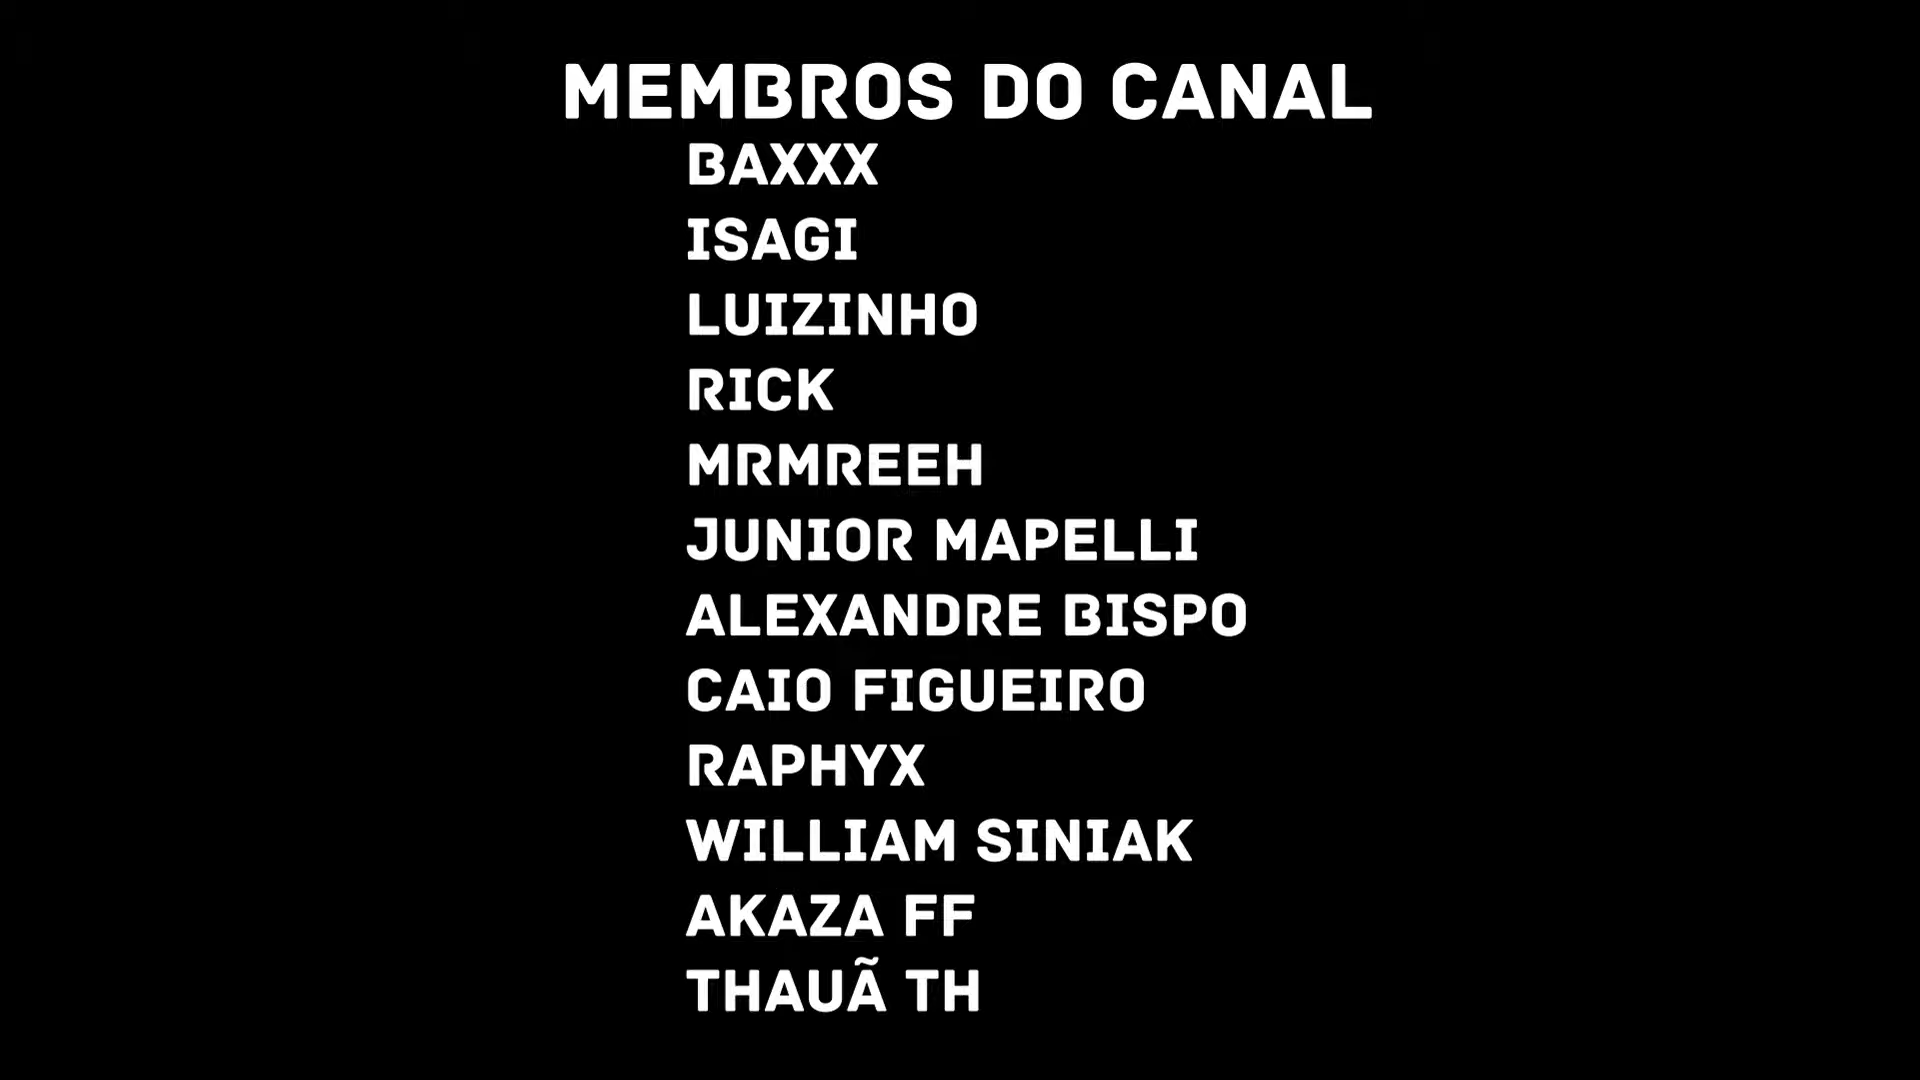 MEMBROS DO CANAL
BAXXX
ISAGI
LUIZINHO
RICK
MRMREEH
JUNIOR MAPELLI
ALEXANDRE BISPO
CAIO FIGUEIRO
RAPHYX
WILLIAM SINIAK
AKAZA FF
THAUÃ TH